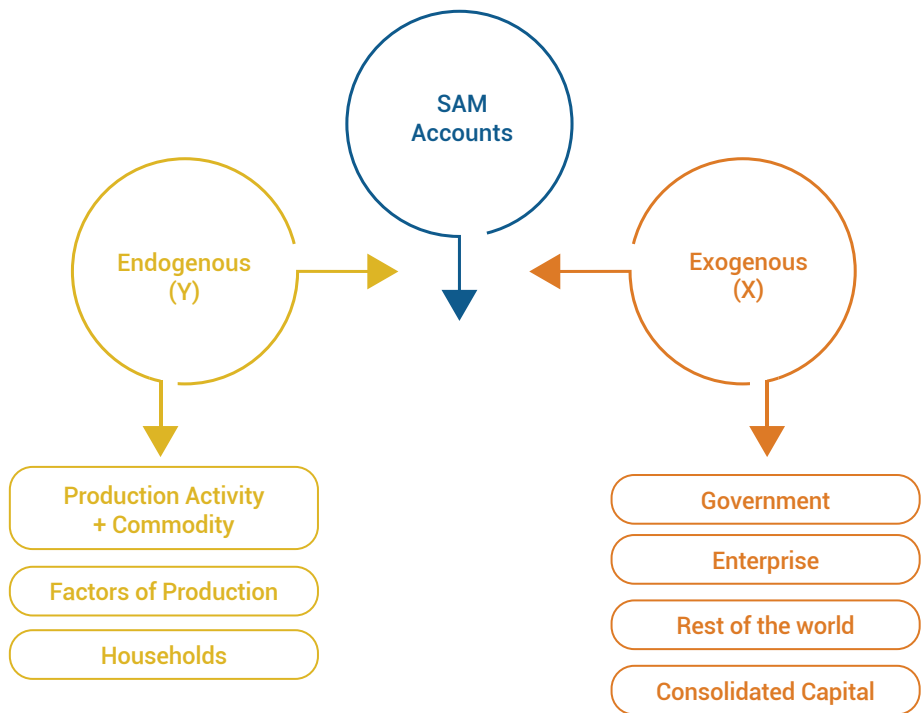 SAM
Accounts
Endogenous
(Y)
Exogenous
(X)
Production Activity
+ Commodity
Factors of Production
Households
Government
Enterprise
Rest of the world
Consolidated Capital